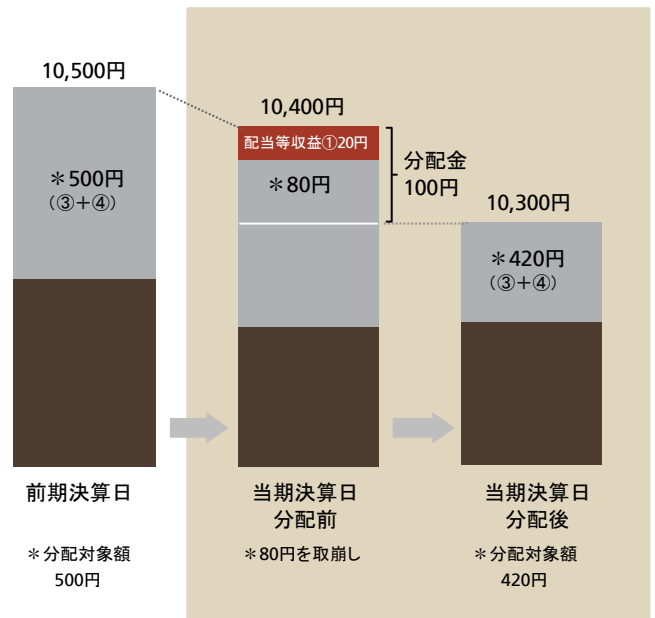 10,500円
＊500円
（③＋④）
前期決算日
＊分配対象額
500円
10,400円
配当等収益①20円
＊80円
分配金
100円
当期決算日
分配前
＊80円を取崩し
10,300円
＊420円
（③＋④）
当期決算日
分配後
＊分配対象額
420円